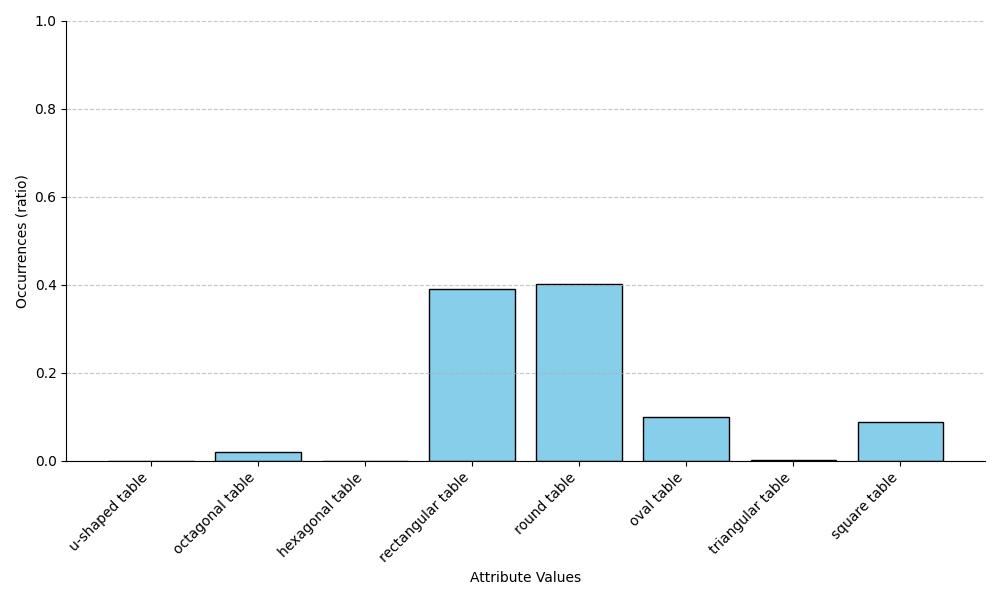 1.0
0.8
0.6
0.4
0.2
0.0
Occurrences (ratio)
u-shaped table
octagonal table
hexagonal table
rectangular table
round table
oval table
triangular table
square table
Attribute Values